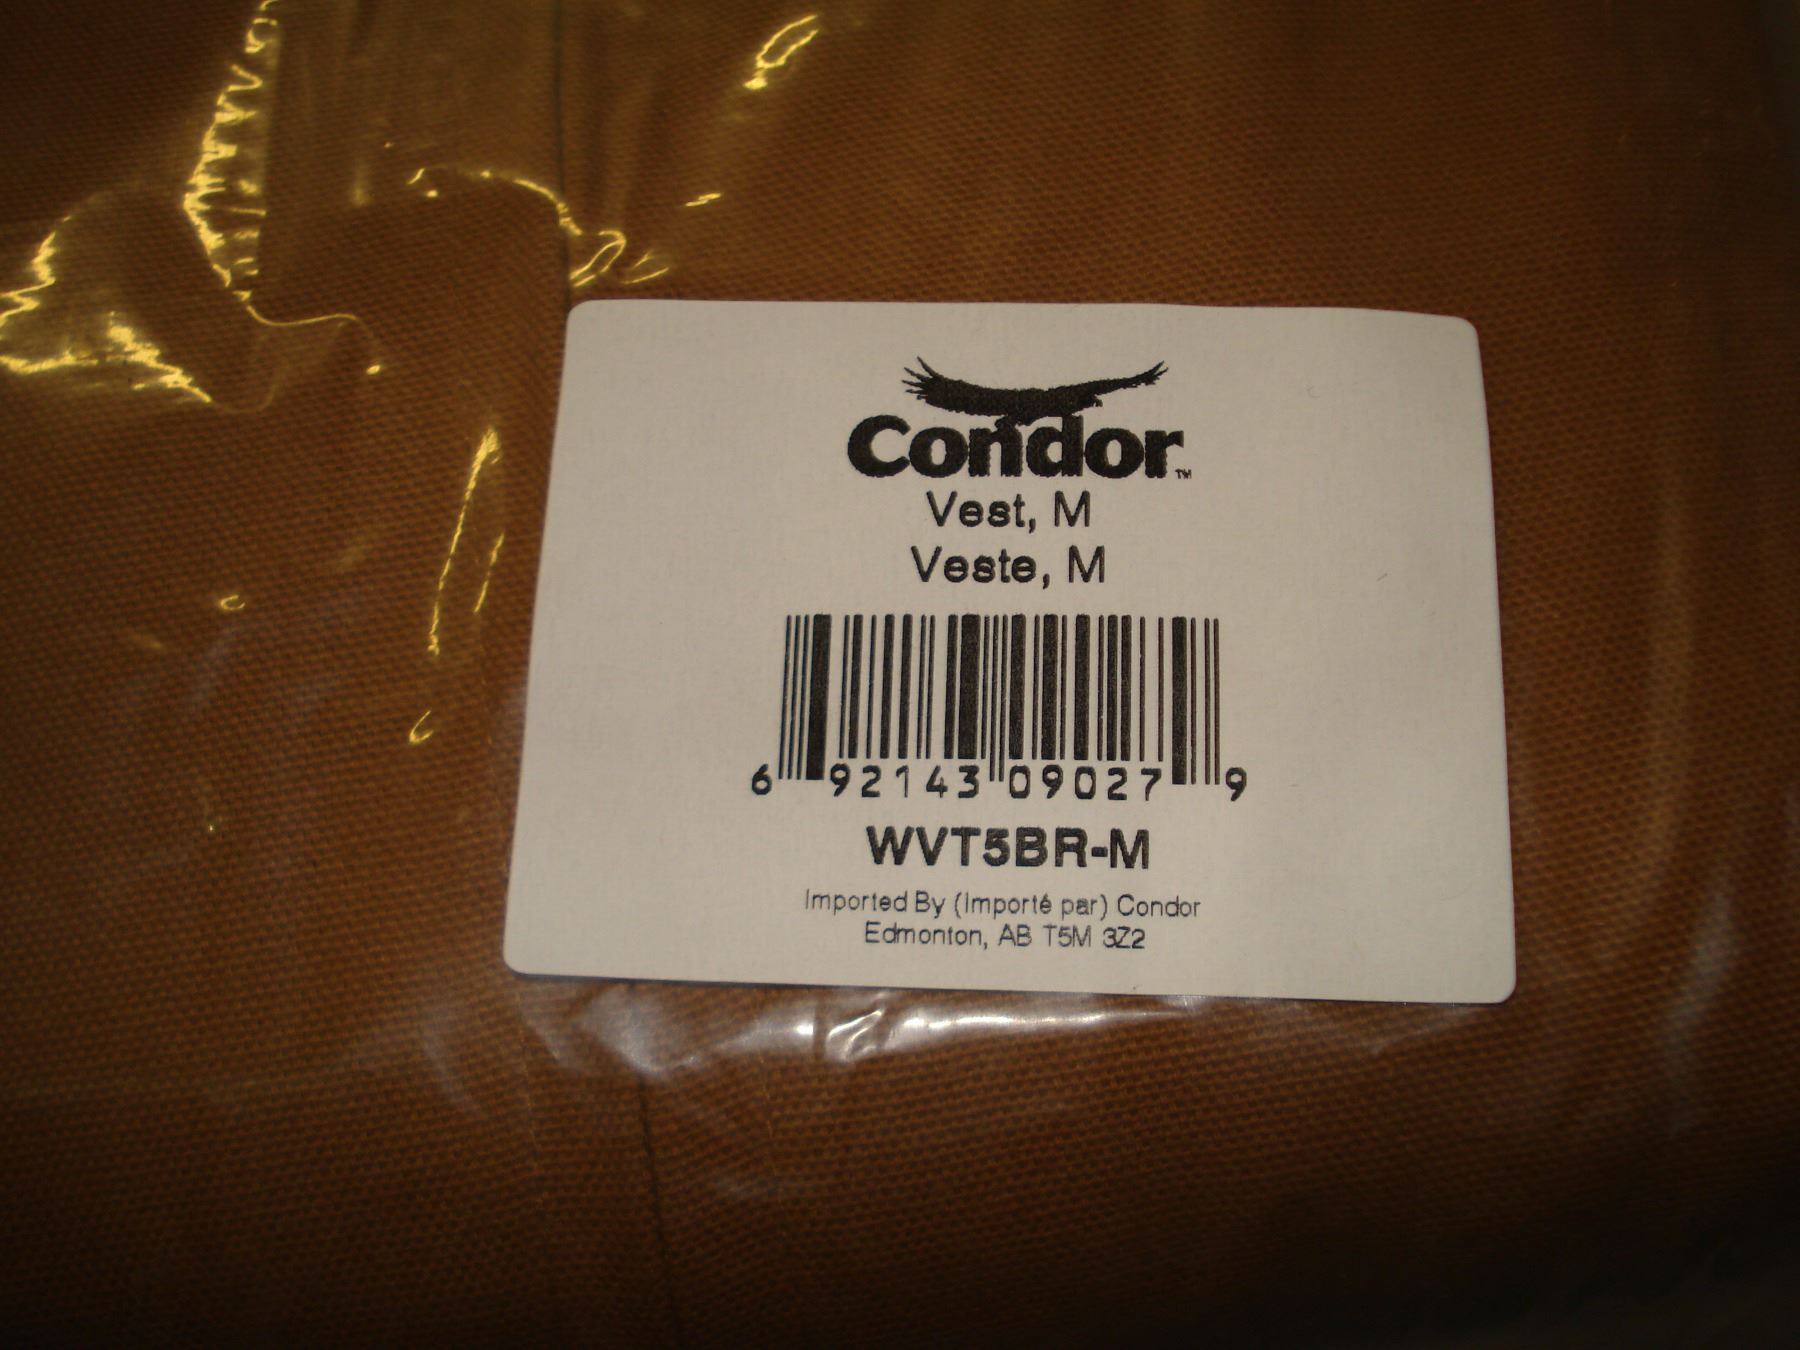 Condor™
Vest, M
Veste, M
6 92143 09027 9
WVT5BR-M
Imported By (Importé par) Condor
Edmonton, AB T5M 3Z2